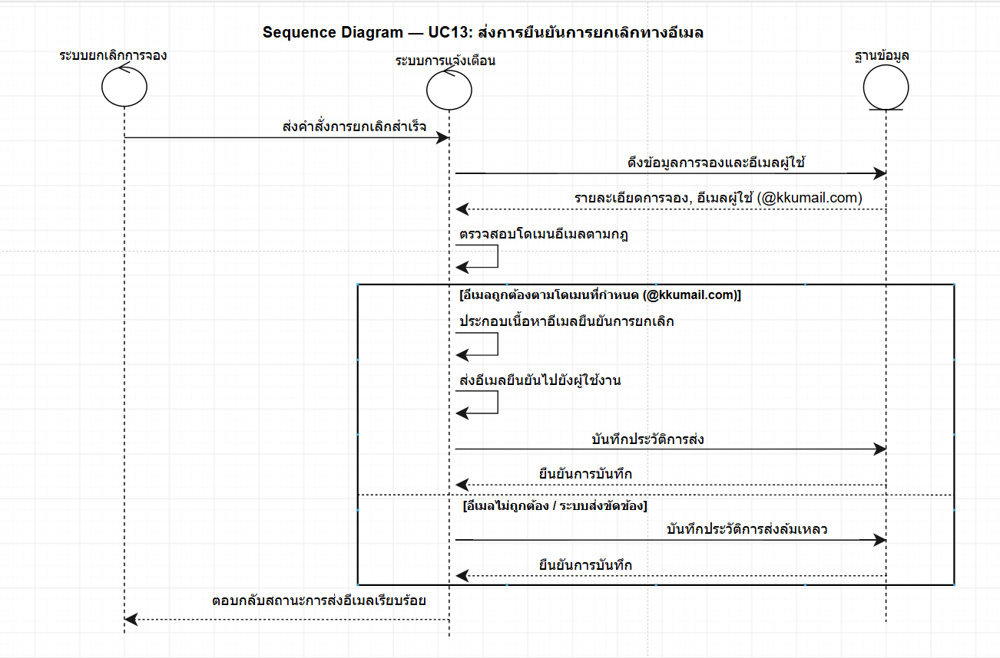 Sequence Diagram — UC13: ส่งการยืนยันการยกเลิกทางอีเมล
ระบบยกเลิกการจอง
ระบบการแจ้งเตือน
ฐานข้อมูล
ส่งคำสั่งการยกเลิกสำเร็จ
ดึงข้อมูลการจองและอีเมลผู้ใช้
รายละเอียดการจอง, อีเมลผู้ใช้ (@kkumail.com)
ตรวจสอบโดเมนอีเมลตามกฎ
[อีเมลถูกต้องตามโดเมนที่กำหนด (@kkumail.com)]
ประกอบเนื้อหาอีเมลยืนยันการยกเลิก
ส่งอีเมลยืนยันไปยังผู้ใช้งาน
บันทึกประวัติการส่ง
ยืนยันการบันทึก
[อีเมลไม่ถูกต้อง / ระบบส่งขัดข้อง]
บันทึกประวัติการส่งล้มเหลว
ยืนยันการบันทึก
ตอบกลับสถานะการส่งอีเมลเรียบร้อย